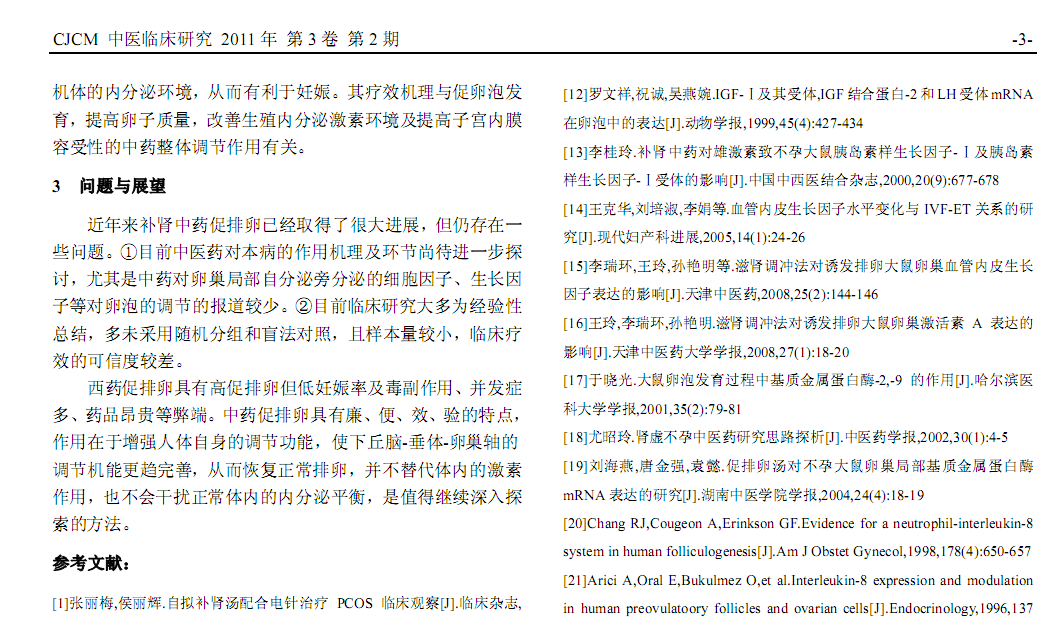 CJCM 中医临床研究 2011年 第3卷 第2期
-3-
机体的内分泌环境，从而有利于妊娠。其疗效机理与促卵泡发
育，提高卵子质量，改善生殖内分泌激素环境及提高子宫内膜
容受性的中药整体调节作用有关。
3 问题与展望
近年来补肾中药促排卵已经取得了很大进展，但仍存在一
些问题。①目前中医药对本病的作用机理及环节尚待进一步探
讨，尤其是中药对卵巢局部自分泌旁分泌的细胞因子、生长因
子等对卵泡的调节的报道较少。②目前临床研究大多为经验性
总结，多未采用随机分组和盲法对照，且样本量较小，临床疗
效的可信度较差。
西药促排卵具有高促排卵但低妊娠率及毒副作用、并发症
多、药品昂贵等弊端。中药促排卵具有廉、便、效、验的特点，
作用在于增强人体自身的调节功能，使下丘脑-垂体-卵巢轴的
调节机能更趋完善，从而恢复正常排卵，并不替代体内的激素
作用，也不会干扰正常体内的内分泌平衡，是值得继续深入探
索的方法。
参考文献：
[1]张丽梅,侯丽辉.自拟补肾汤配合电针治疗 PCOS 临床观察[J].临床杂志,
[12]罗文祥,祝诚,吴燕婉.IGF-Ⅰ及其受体,IGF结合蛋白-2和LH受体mRNA
在卵泡中的表达[J].动物学报,1999,45(4):427-434
[13]李桂玲.补肾中药对雄激素致不孕大鼠胰岛素样生长因子-Ⅰ及胰岛素
样生长因子-Ⅰ受体的影响[J].中国中西医结合杂志,2000,20(9):677-678
[14]王克华,刘培淑,李娟等.血管内皮生长因子水平变化与 IVF-ET 关系的研
究[J].现代妇产科进展,2005,14(1):24-26
[15]李瑞环,王玲,孙艳明等.滋肾调冲法对诱发排卵大鼠卵巢血管内皮生长
因子表达的影响[J].天津中医药,2008,25(2):144-146
[16]王玲,李瑞环,孙艳明.滋肾调冲法对诱发排卵大鼠卵巢激活素 A 表达的
影响[J].天津中医药大学学报,2008,27(1):18-20
[17]于晓光.大鼠卵泡发育过程中基质金属蛋白酶-2,-9 的作用[J].哈尔滨医
科大学学报,2001,35(2):79-81
[18]尤昭玲.肾虚不孕中医药研究思路探析[J].中医药学报,2002,30(1):4-5
[19]刘海燕,唐金强,袁懿.促排卵汤对不孕大鼠卵巢局部基质金属蛋白酶
mRNA表达的研究[J].湖南中医学院学报,2004,24(4):18-19
[20]Chang RJ,Cougeon A,Erinkson GF.Evidence for a neutrophil-interleukin-8
system in human folliculogenesis[J].Am J Obstet Gynecol,1998,178(4):650-657
[21]Arici A,Oral E,Bukulmez O,et al.Interleukin-8 expression and modulation
in human preovulatoory follicles and ovarian cells[J].Endocrinology,1996,137